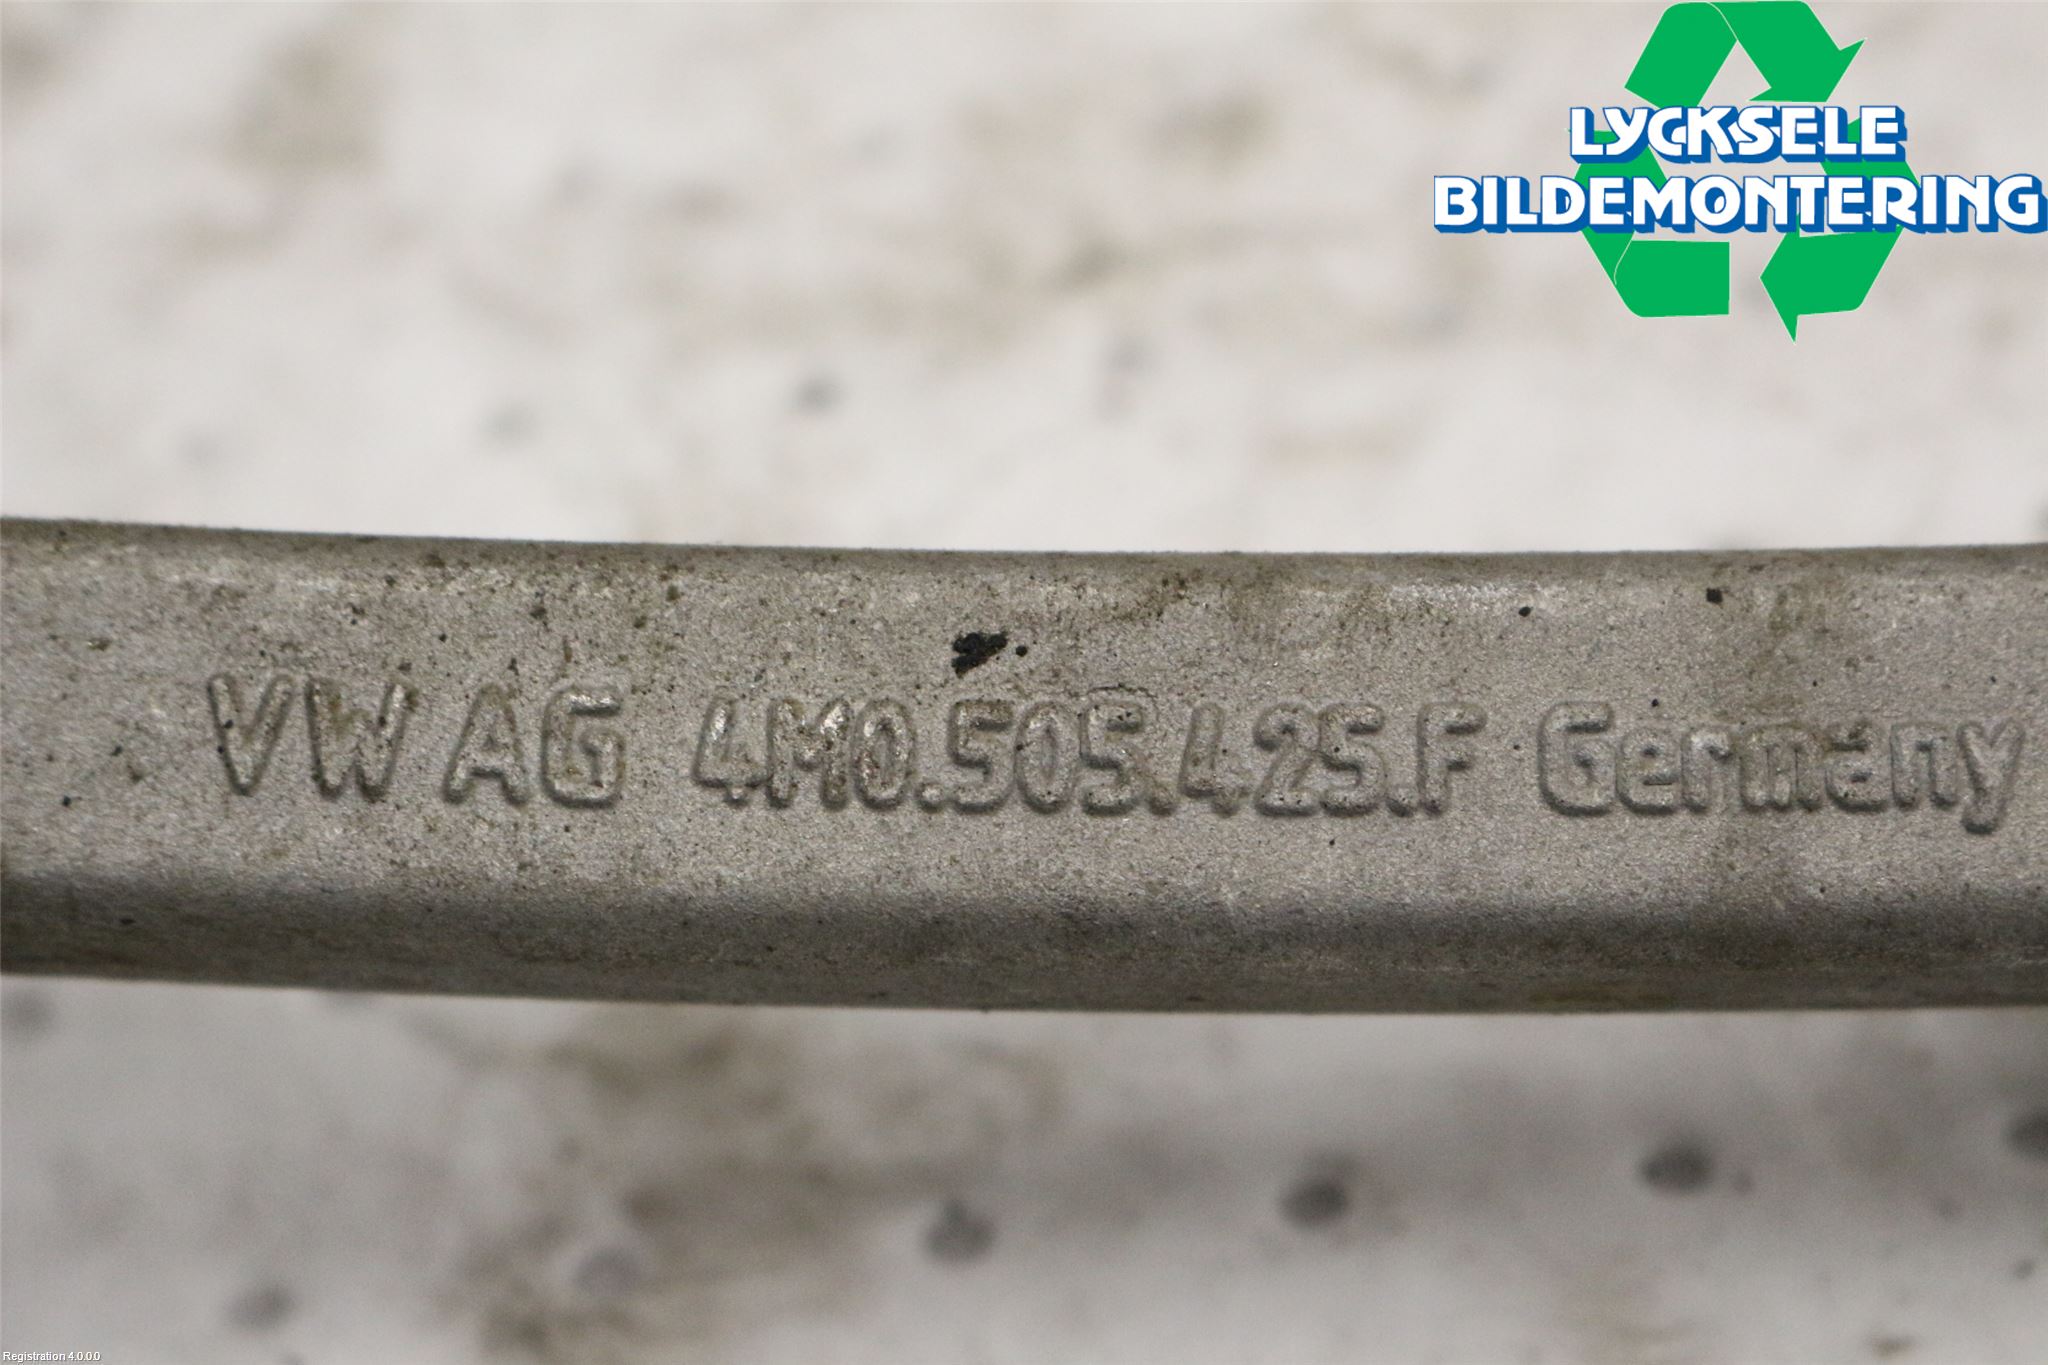 LYCKSELE
BILDEMONTERING
VW AG 4M0.505.425.F Germany
Registration 4.0.0.0